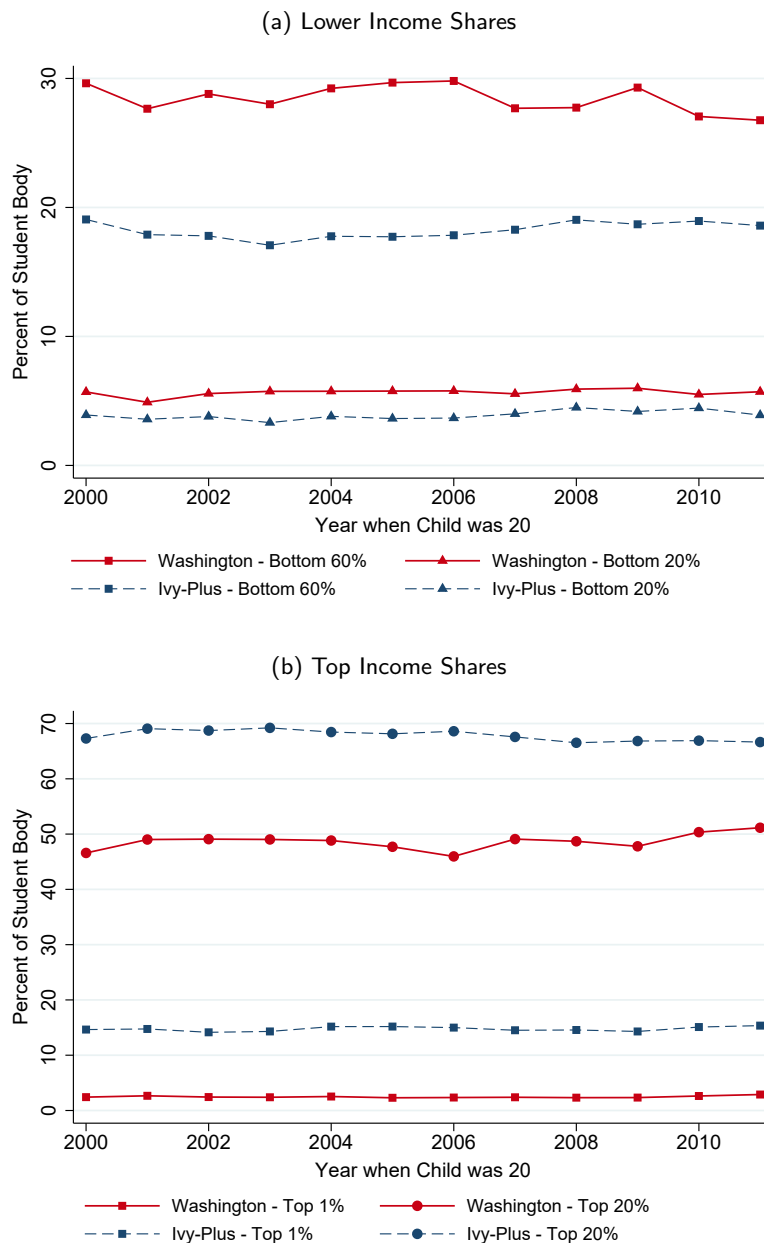 (a) Lower Income Shares
30
20
10
0
Percent of Student Body
2000 2002 2004 2006 2008 2010
Year when Child was 20
Washington - Bottom 60% Washington - Bottom 20%
Ivy-Plus - Bottom 60% Ivy-Plus - Bottom 20%
(b) Top Income Shares
70
60
50
40
30
20
10
0
Percent of Student Body
2000 2002 2004 2006 2008 2010
Year when Child was 20
Washington - Top 1% Washington - Top 20%
Ivy-Plus - Top 1% Ivy-Plus - Top 20%